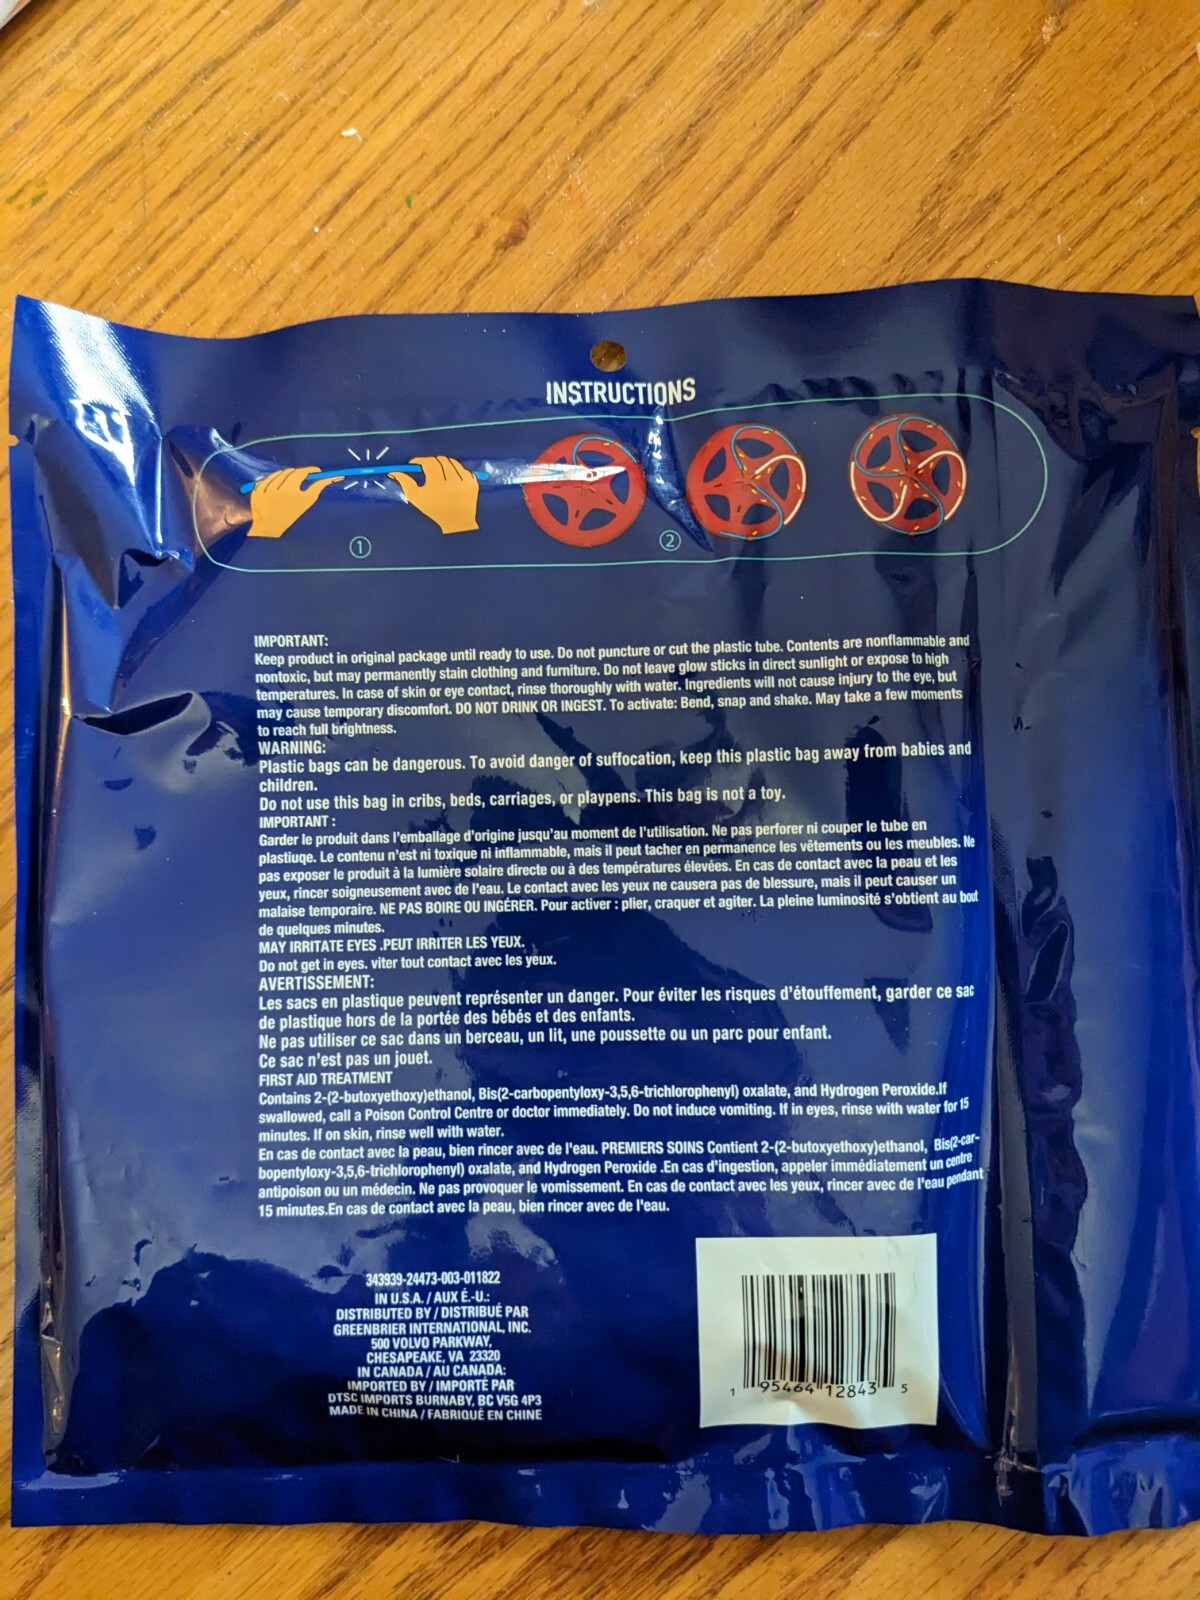 INSTRUCTIONS
1
2
IMPORTANT:
Keep product in original package until ready to use. Do not puncture or cut the plastic tube. Contents are nonflammable and
nontoxic, but may permanently stain clothing and furniture. Do not leave glow sticks in direct sunlight or expose to high
temperatures. In case of skin or eye contact, rinse thoroughly with water. Ingredients will not cause injury to the eye, but
may cause temporary discomfort. DO NOT DRINK OR INGEST. To activate: Bend, snap and shake. May take a few moments
to reach full brightness.
WARNING:
Plastic bags can be dangerous. To avoid danger of suffocation, keep this plastic bag away from babies and
children.
Do not use this bag in cribs, beds, carriages, or playpens. This bag is not a toy.
IMPORTANT :
Garder le produit dans l'emballage d'origine jusqu'au moment de l'utilisation. Ne pas perforer ni couper le tube en
plastiuqe. Le contenu n'est ni toxique ni inflammable, mais il peut tacher en permanence les vêtements ou les meubles. Ne
pas exposer le produit à la lumière solaire directe ou à des températures élevées. En cas de contact avec la peau et les
yeux, rincer soigneusement avec de l'eau. Le contact avec les yeux ne causera pas de blessure, mais il peut causer un
malaise temporaire. NE PAS BOIRE OU INGÉRER. Pour activer : plier, craquer et agiter. La pleine luminosité s'obtient au bout
de quelques minutes.
MAY IRRITATE EYES .PEUT IRRITER LES YEUX.
Do not get in eyes. viter tout contact avec les yeux.
AVERTISSEMENT:
Les sacs en plastique peuvent représenter un danger. Pour éviter les risques d'étouffement, garder ce sac
de plastique hors de la portée des bébés et des enfants.
Ne pas utiliser ce sac dans un berceau, un lit, une poussette ou un parc pour enfant.
Ce sac n'est pas un jouet.
FIRST AID TREATMENT
Contains 2-(2-butoxyethoxy)ethanol, Bis(2-carbopentyloxy-3,5,6-trichlorophenyl) oxalate, and Hydrogen Peroxide.If
swallowed, call a Poison Control Centre or doctor immediately. Do not induce vomiting. If in eyes, rinse with water for 15
minutes. If on skin, rinse well with water.
En cas de contact avec la peau, bien rincer avec de l'eau. PREMIERS SOINS Contient 2-(2-butoxyethoxy)ethanol, Bis(2-car-
bopentyloxy-3,5,6-trichlorophenyl) oxalate, and Hydrogen Peroxide .En cas d'ingestion, appeler immédiatement un centre
antipoison ou un médecin. Ne pas provoquer le vomissement. En cas de contact avec les yeux, rincer avec de l'eau pendant
15 minutes.En cas de contact avec la peau, bien rincer avec de l'eau.
343939-24473-003-011822
IN U.S.A. / AUX É.-U.:
DISTRIBUTED BY / DISTRIBUÉ PAR
GREENBRIER INTERNATIONAL, INC.
500 VOLVO PARKWAY,
CHESAPEAKE, VA 23320
IN CANADA / AU CANADA:
IMPORTED BY / IMPORTÉ PAR
DTSC IMPORTS BURNABY, BC V5G 4P3
MADE IN CHINA / FABRIQUÉ EN CHINE
1 95464 12843 5